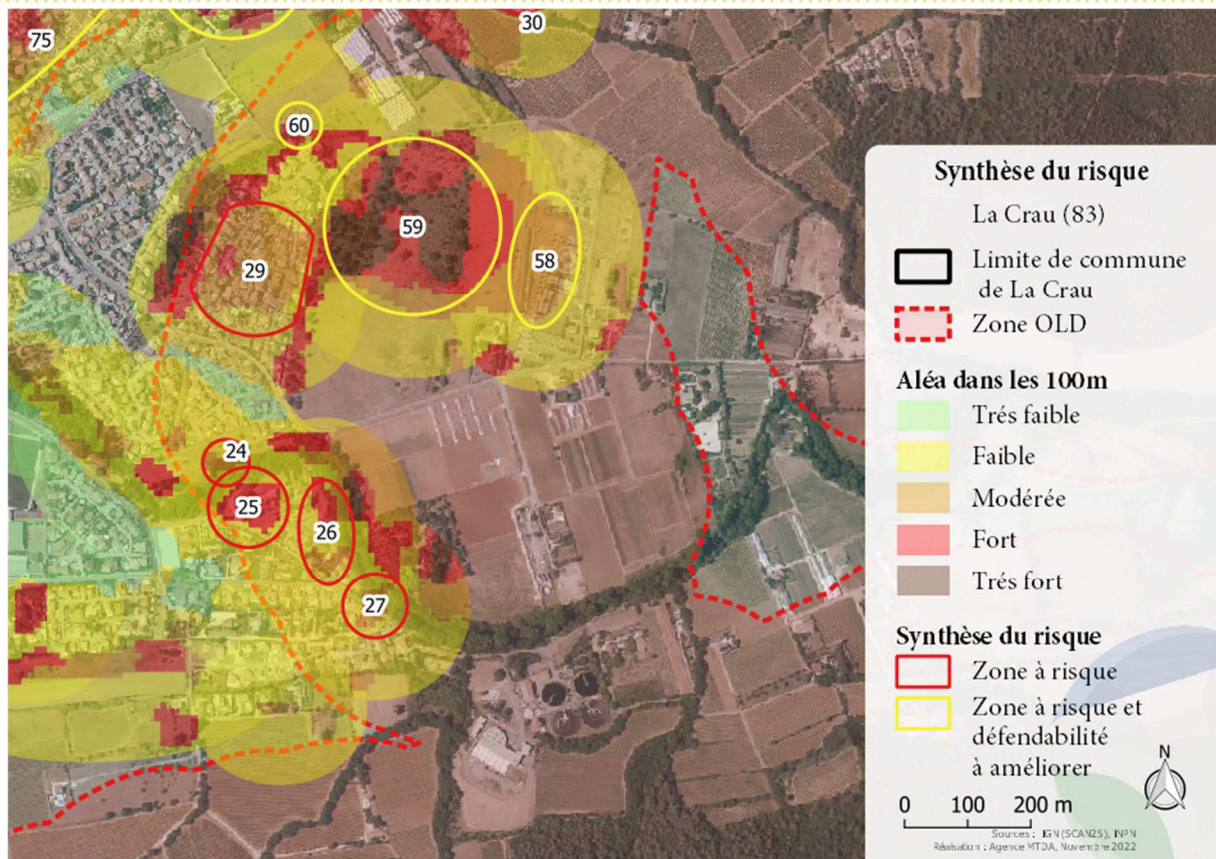 75
30
60
59
29
58
24
25
26
27
Synthèse du risque
La Crau (83)
Limite de commune
de La Crau
Zone OLD
Aléa dans les 100m
Trés faible
Faible
Modérée
Fort
Trés fort
Synthèse du risque
Zone à risque
Zone à risque et
défendabilité
à améliorer
N
0 100 200 m
Sources : IGN (SCAN25), INPN
Réalisation : Agence MTDA, Novembre 2022